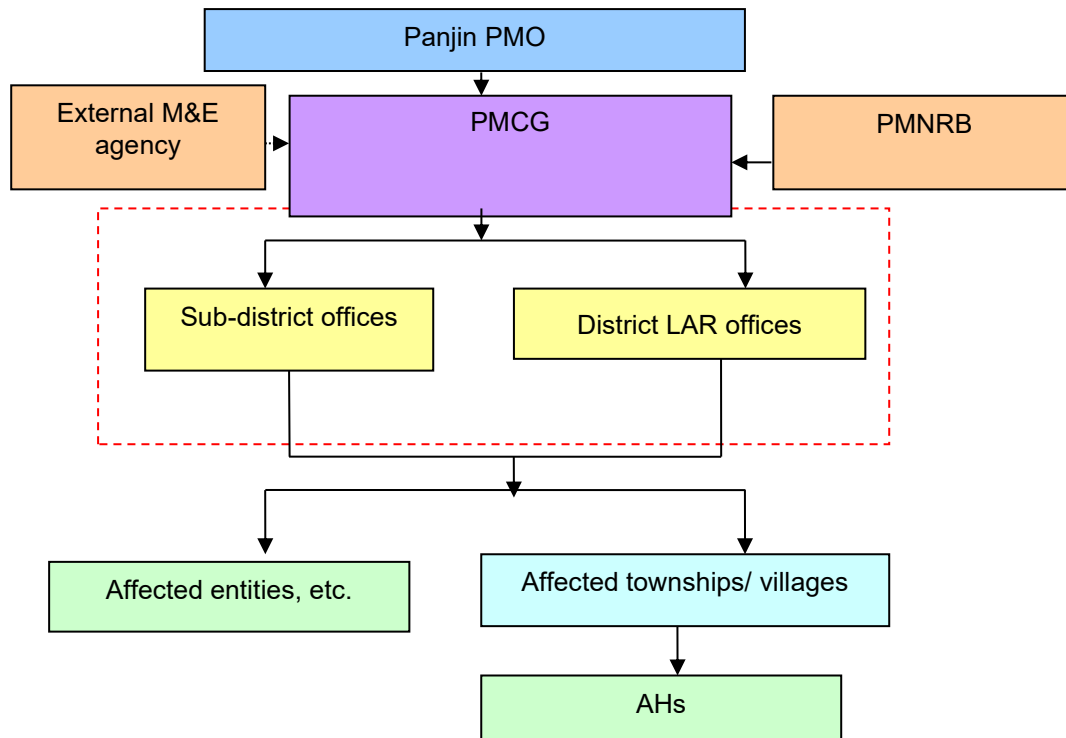 Panjin PMO
External M&E
agency
PMCG
PMNRB
Sub-district offices
District LAR offices
Affected entities, etc.
Affected townships/ villages
AHs